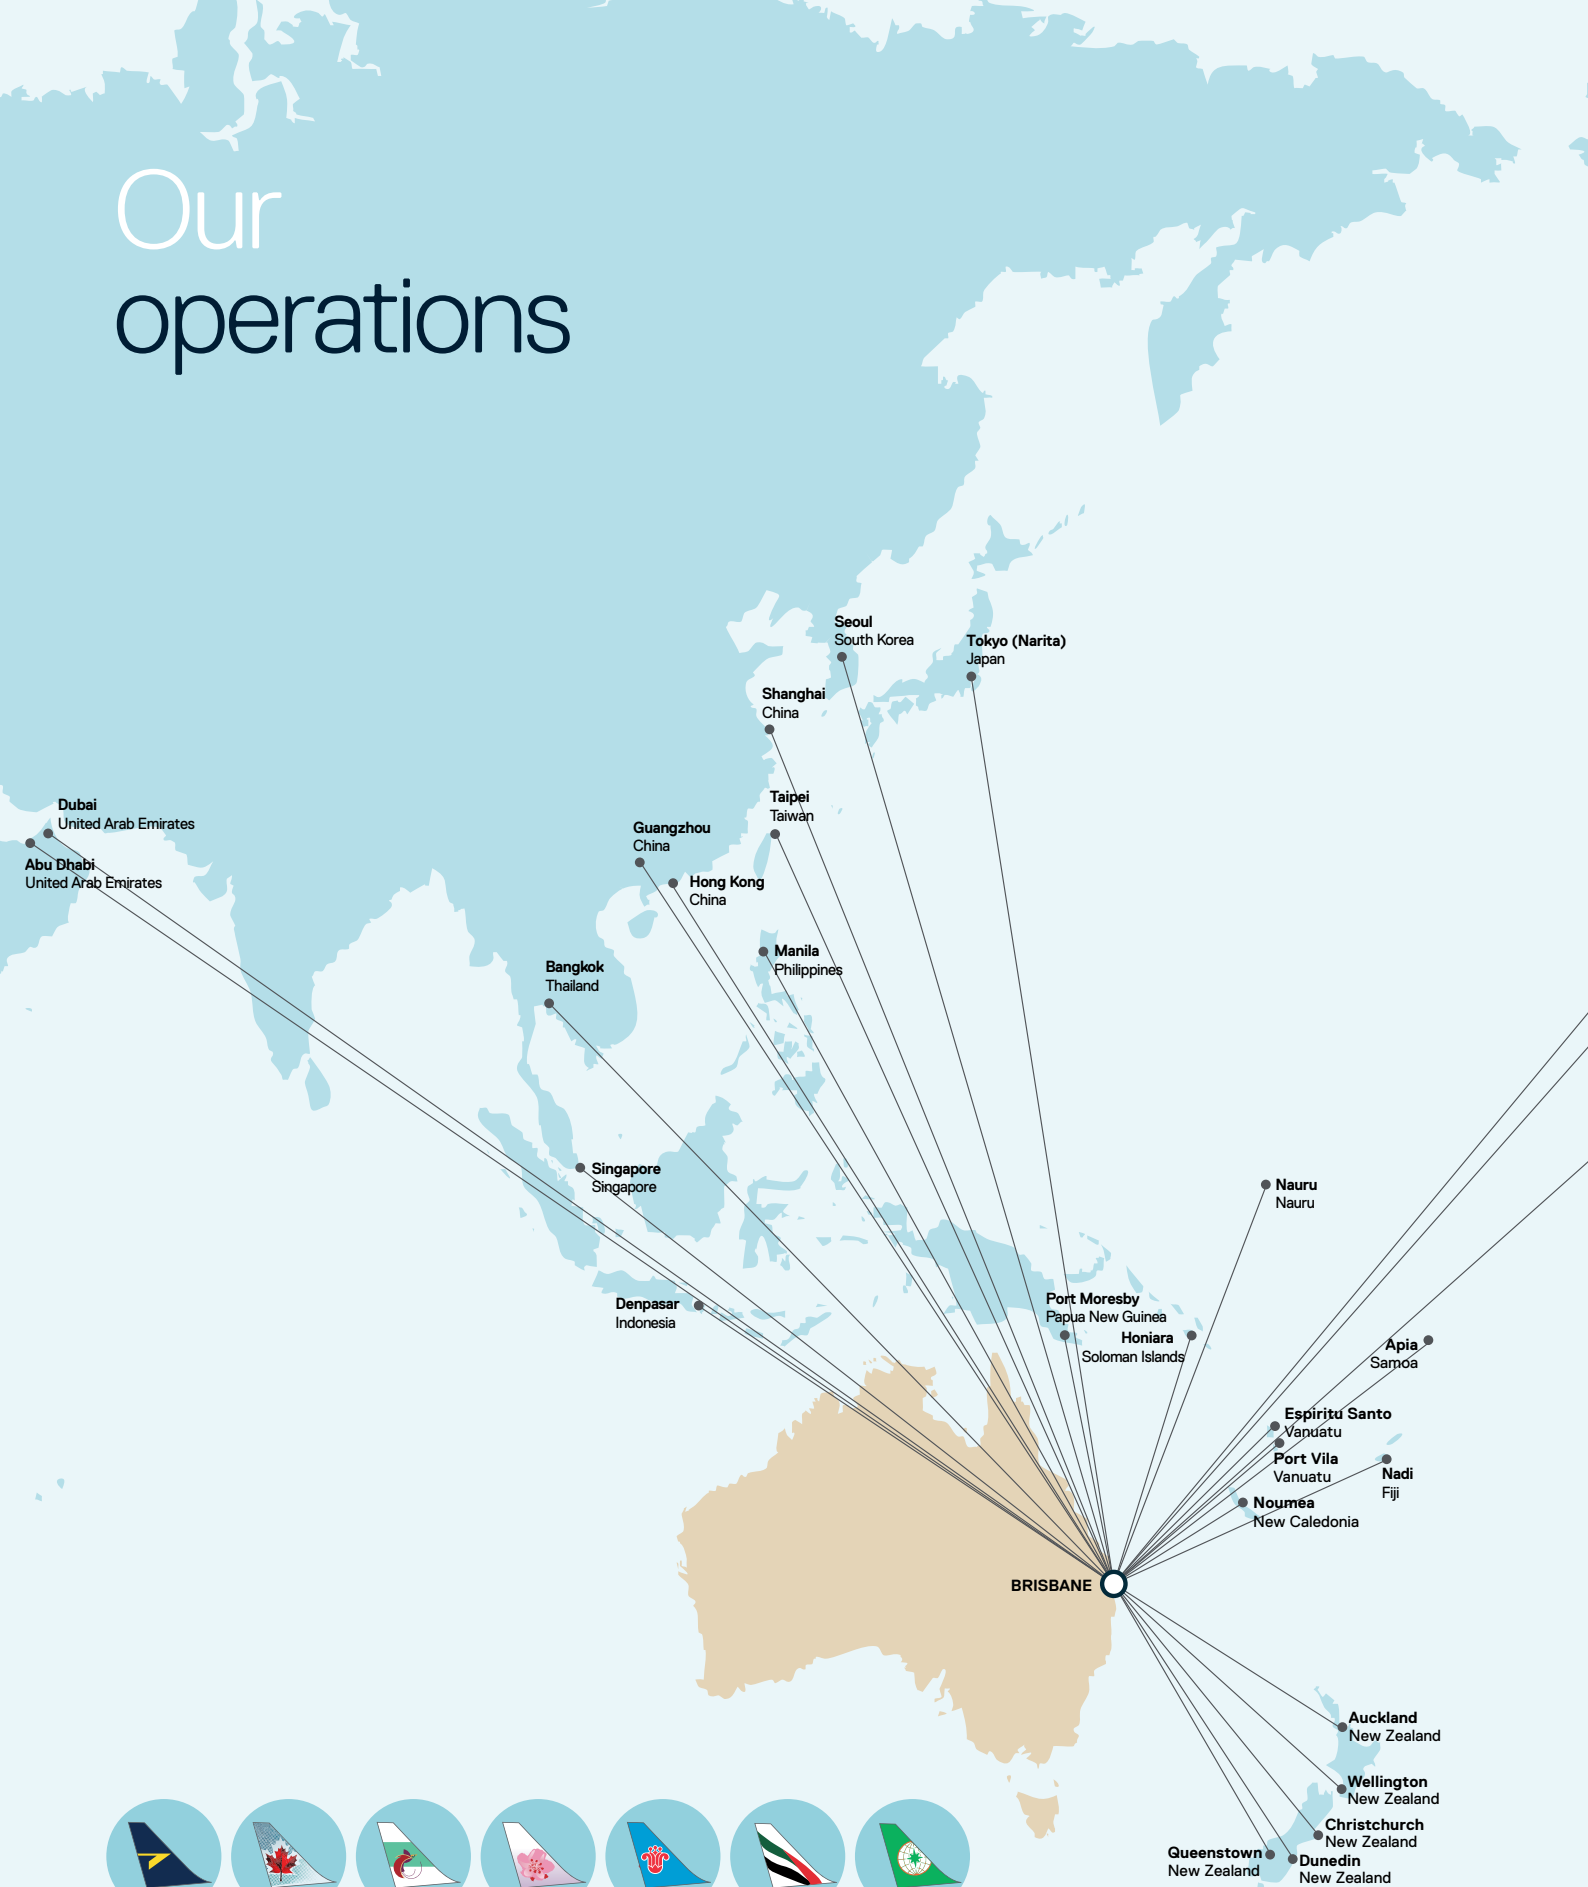 Our
operations
Seoul
South Korea
Tokyo (Narita)
Japan
Shanghai
China
Dubai
United Arab Emirates
Abu Dhabi
United Arab Emirates
Taipei
Taiwan
Guangzhou
China
Hong Kong
China
Manila
Philippines
Bangkok
Thailand
Singapore
Singapore
Nauru
Nauru
Denpasar
Indonesia
Port Moresby
Papua New Guinea
Honiara
Soloman Islands
Apia
Samoa
Espiritu Santo
Vanuatu
Port Vila
Vanuatu
Nadi
Fiji
Noumea
New Caledonia
BRISBANE
Auckland
New Zealand
Wellington
New Zealand
Christchurch
New Zealand
Queenstown
New Zealand
Dunedin
New Zealand